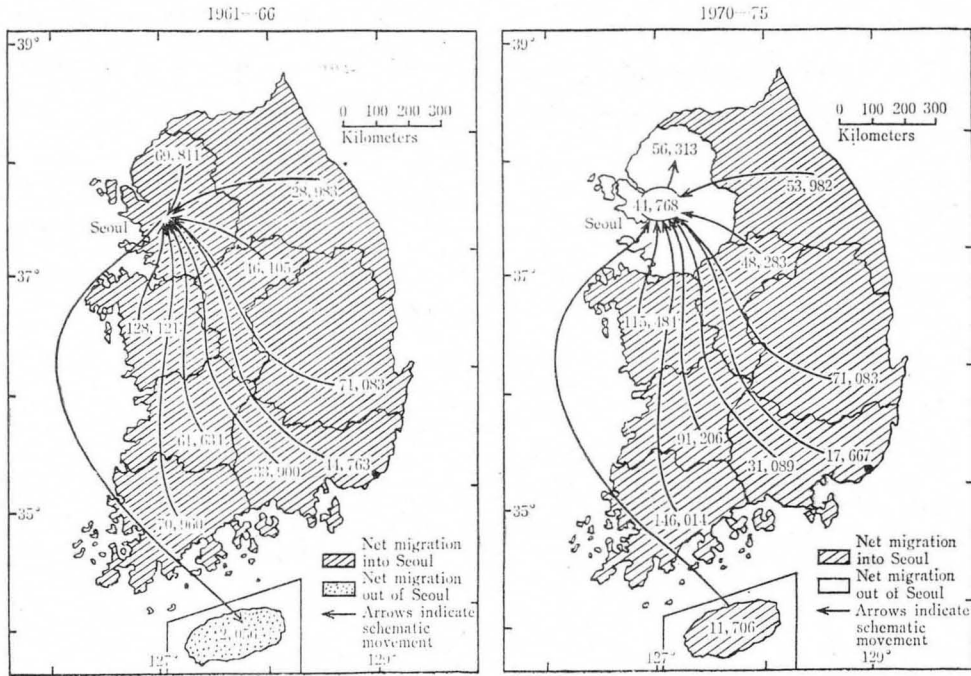 1961—66
39°
0 100 200 300
Kilometers
69,811
28,983
Seoul
46,105
37°
128,121
71,083
61,634
33,900
14,763
35°
70,960
Net migration
into Seoul
Net migration
out of Seoul
Arrows indicate
schematic
movement
2,056
127°
129°
1970—75
39°
0 100 200 300
Kilometers
56,313
53,982
44,768
Seoul
48,283
37°
115,481
71,083
91,206
17,667
31,089
35°
146,014
Net migration
into Seoul
Net migration
out of Seoul
Arrows indicate
schematic
movement
11,706
127°
129°